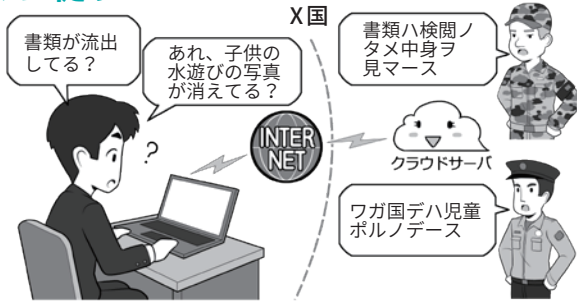 X国
書類が流出
してる？
あれ、子供の
水遊びの写真
が消えてる？
?
INTER
NET
書類ハ検閲ノ
タメ中身ヲ
見マース
クラウドサーバ
ワガ国デハ児童
ポルノデース